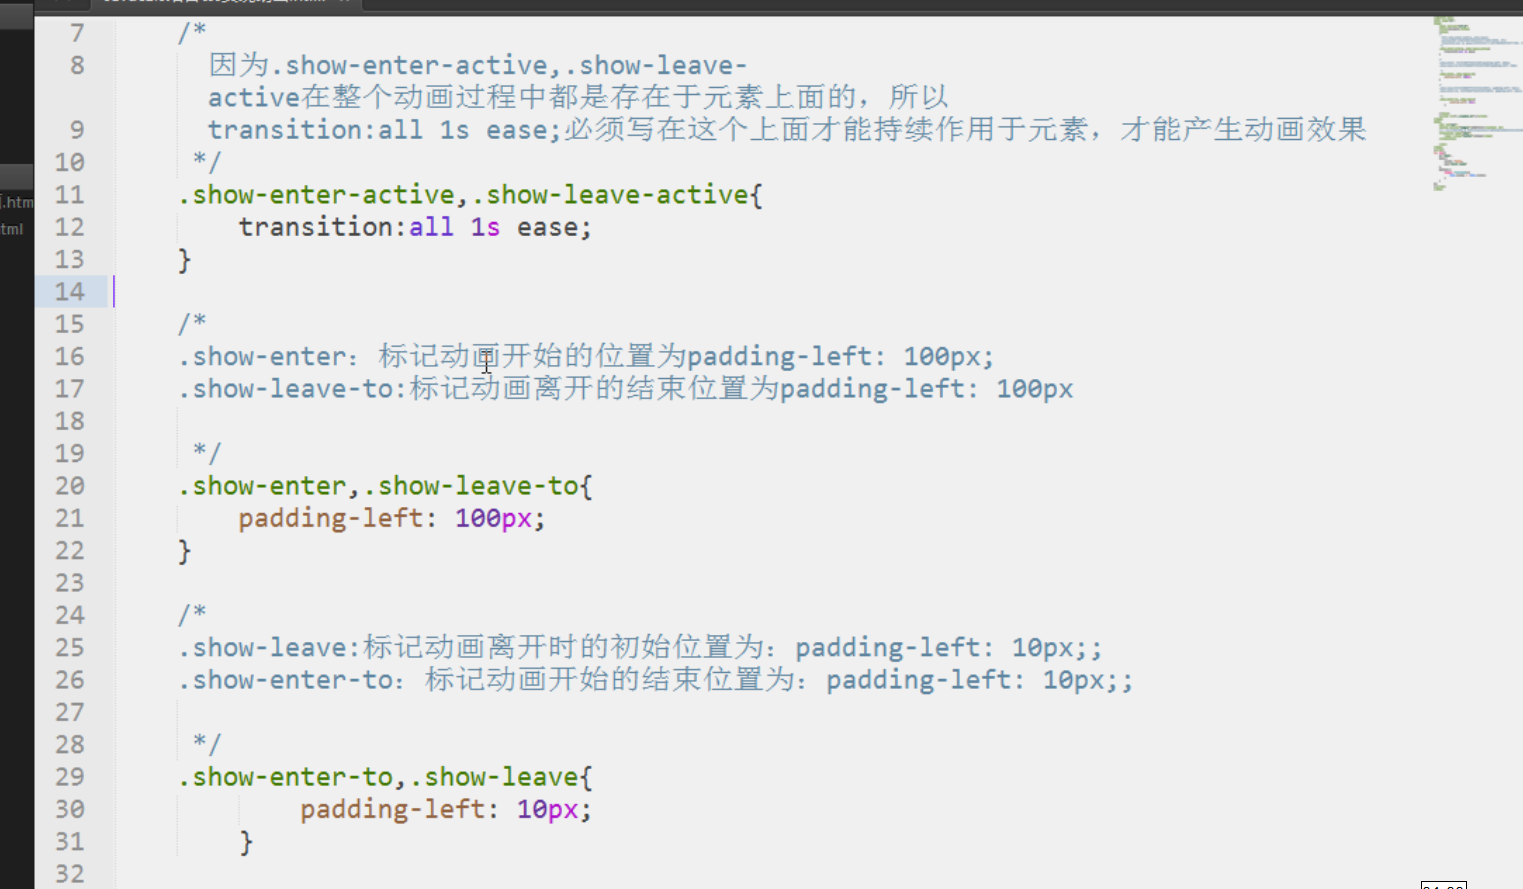 .htm
tml
7 /*
8 因为.show-enter-active,.show-leave-
active在整个动画过程中都是存在于元素上面的，所以
9 transition:all 1s ease;必须写在这个上面才能持续作用于元素，才能产生动画效果
10 */
11 .show-enter-active,.show-leave-active{
12 transition:all 1s ease;
13 }
14
15 /*
16 .show-enter：标记动画开始的位置为padding-left: 100px;
17 .show-leave-to:标记动画离开的结束位置为padding-left: 100px
18
19 */
20 .show-enter,.show-leave-to{
21 padding-left: 100px;
22 }
23
24 /*
25 .show-leave:标记动画离开时的初始位置为：padding-left: 10px;;
26 .show-enter-to：标记动画开始的结束位置为：padding-left: 10px;;
27
28 */
29 .show-enter-to,.show-leave{
30 padding-left: 10px;
31 }
32